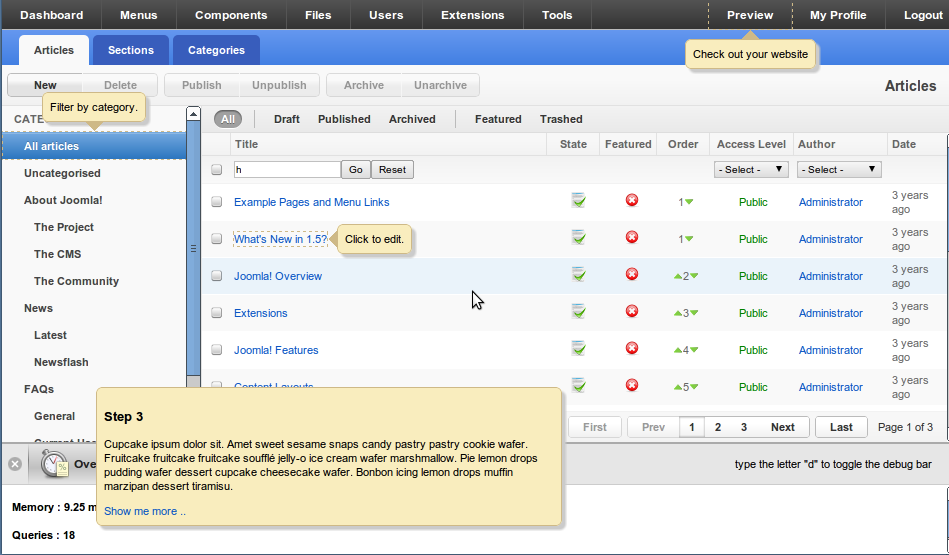 Dashboard Menus Components Files Users Extensions Tools Preview My Profile Logout
Articles Sections Categories
Check out your website
New Delete Publish Unpublish Archive Unarchive Articles
Filter by category.
CATE
All Draft Published Archived Featured Trashed
All articles
Uncategorised
About Joomla!
The Project
The CMS
The Community
News
Latest
Newsflash
FAQs
General
Title State Featured Order Access Level Author Date
h Go Reset - Select - - Select -
Example Pages and Menu Links 1 Public Administrator 3 years ago
What's New in 1.5? Click to edit. 1 Public Administrator 3 years ago
Joomla! Overview 2 Public Administrator 3 years ago
Extensions 3 Public Administrator 3 years ago
Joomla! Features 4 Public Administrator 3 years ago
Content Layouts 5 Public Administrator 3 years ago
First Prev 1 2 3 Next Last Page 1 of 3
Step 3
Cupcake ipsum dolor sit. Amet sweet sesame snaps candy pastry pastry cookie wafer.
Fruitcake fruitcake fruitcake soufflé jelly-o ice cream wafer marshmallow. Pie lemon drops
pudding wafer dessert cupcake cheesecake wafer. Bonbon icing lemon drops muffin
marzipan dessert tiramisu.
Show me more ..
Ove type the letter "d" to toggle the debug bar
Memory : 9.25 m
Queries : 18